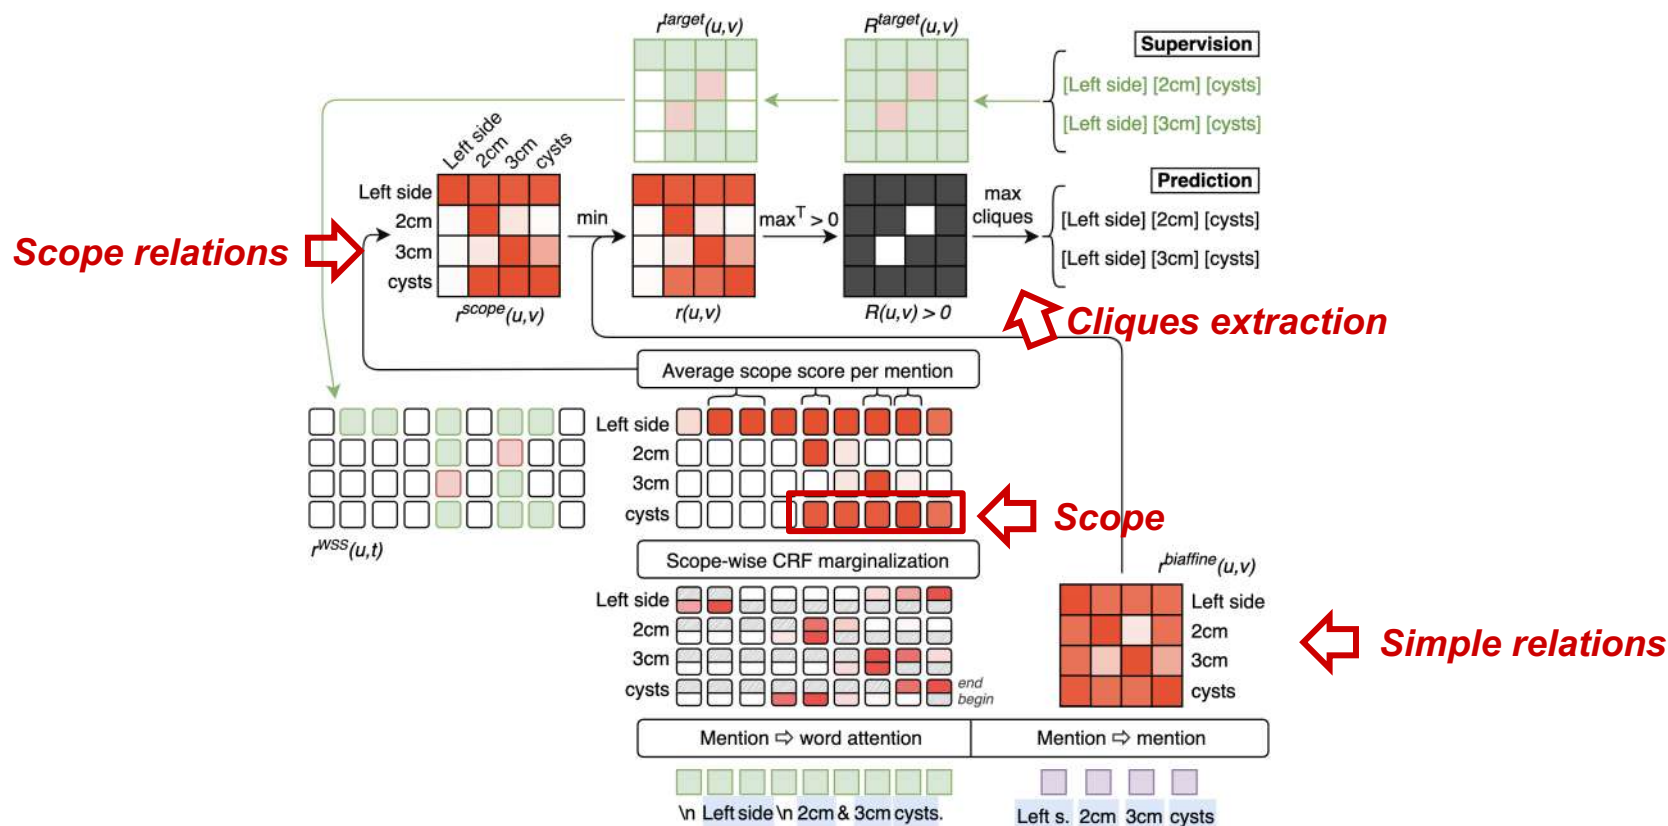 r^target(u,v)
R^target(u,v)
Supervision
[Left side] [2cm] [cysts]
[Left side] [3cm] [cysts]
Left side
2cm
3cm
cysts
Left side
2cm
3cm
cysts
r^scope(u,v)
Scope relations
min
r(u,v)
max^T > 0
R(u,v) > 0
max
cliques
Prediction
[Left side] [2cm] [cysts]
[Left side] [3cm] [cysts]
Cliques extraction
Average scope score per mention
Left side
2cm
3cm
cysts
r^WSS(u,t)
Scope
Scope-wise CRF marginalization
Left side
2cm
3cm
cysts
end
begin
r^biaffine(u,v)
Left side
2cm
3cm
cysts
Simple relations
Mention ⇨ word attention
Mention ⇨ mention
\n Left side \n 2cm & 3cm cysts.
Left s. 2cm 3cm cysts